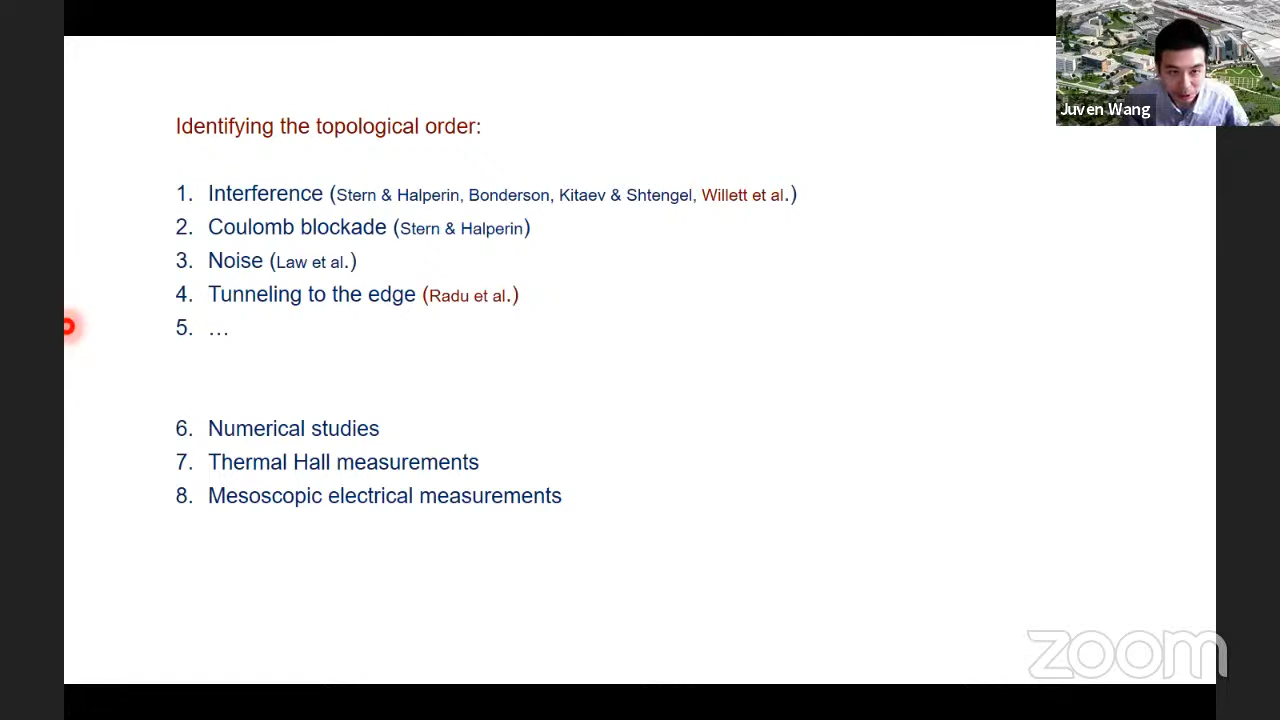 Juven Wang
Identifying the topological order:
1. Interference (Stern & Halperin, Bonderson, Kitaev & Shtengel, Willett et al.)
2. Coulomb blockade (Stern & Halperin)
3. Noise (Law et al.)
4. Tunneling to the edge (Radu et al.)
5. …
6. Numerical studies
7. Thermal Hall measurements
8. Mesoscopic electrical measurements
zoom